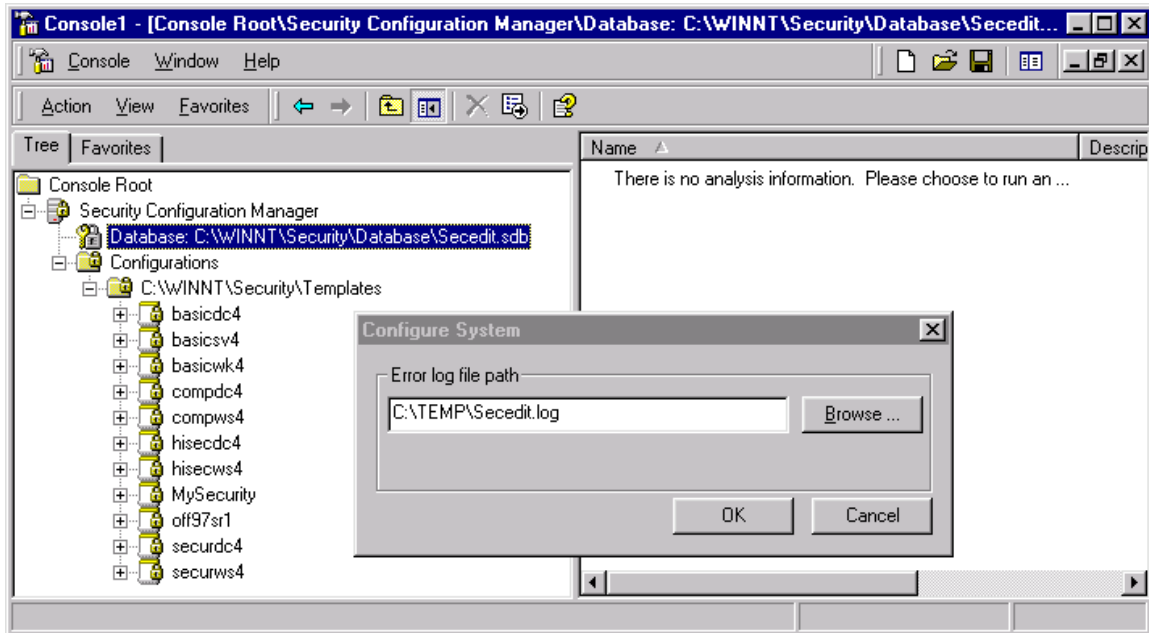 Console1 - [Console Root\Security Configuration Manager\Database: C:\WINNT\Security\Database\Secedit...
Console Window Help
Action View Favorites
Tree Favorites
Name Descrip
Console Root
There is no analysis information. Please choose to run an ...
Security Configuration Manager
Database: C:\WINNT\Security\Database\Secedit.sdb
Configurations
C:\WINNT\Security\Templates
basicdc4
basicsv4
basicwk4
compdc4
compws4
hisecdc4
hisecws4
MySecurity
off97sr1
securdc4
securws4
Configure System
Error log file path
C:\TEMP\Secedit.log
Browse ...
OK Cancel